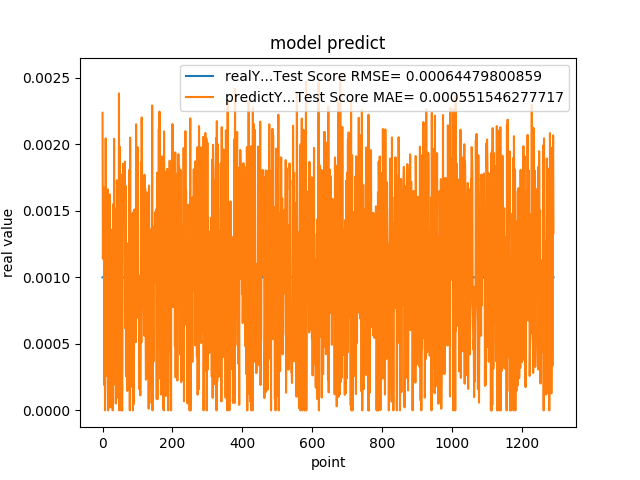 model predict
realY...Test Score RMSE= 0.00064479800859
predictY...Test Score MAE= 0.000551546277717
0.0025
0.0020
0.0015
0.0010
0.0005
0.0000
real value
0 200 400 600 800 1000 1200
point